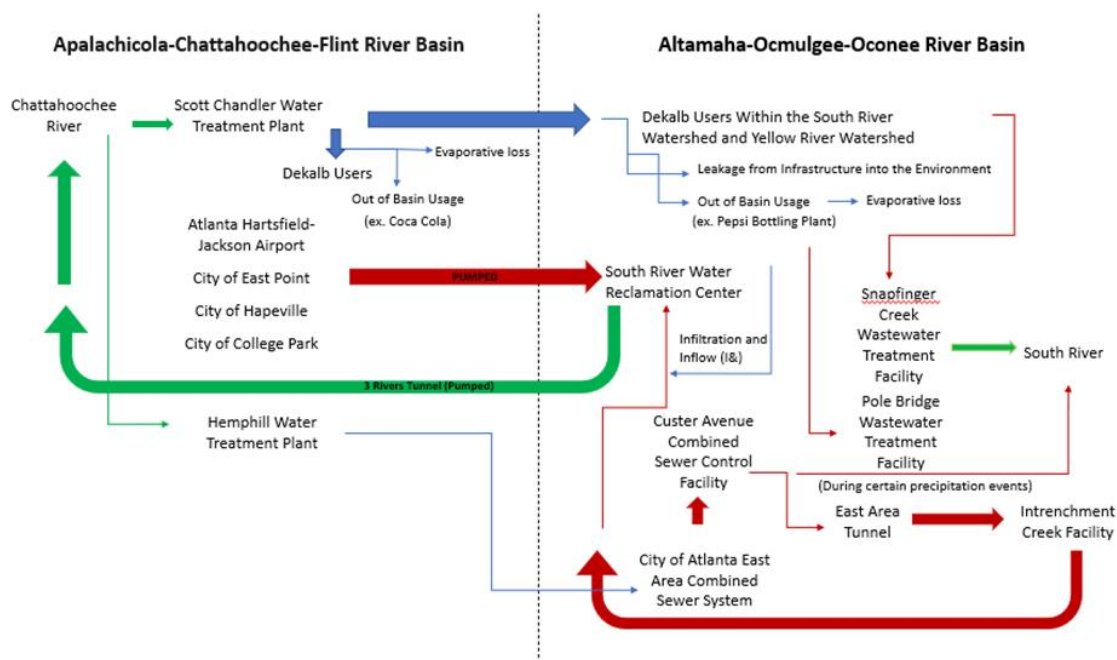 Apalachicola-Chattahoochee-Flint River Basin
Altamaha-Ocmulgee-Oconee River Basin
Chattahoochee
River
Scott Chandler Water
Treatment Plant
Evaporative loss
Dekalb Users
Out of Basin Usage
(ex. Coca Cola)
Dekalb Users Within the South River
Watershed and Yellow River Watershed
Leakage from Infrastructure into the Environment
Out of Basin Usage
(ex. Pepsi Bottling Plant)
Evaporative loss
Atlanta Hartsfield-
Jackson Airport
City of East Point
City of Hapeville
City of College Park
PUMPED
South River Water
Reclamation Center
Infiltration and
Inflow (I&)
Snapfinger
Creek
Wastewater
Treatment
Facility
South River
3 Rivers Tunnel (Pumped)
Hemphill Water
Treatment Plant
Custer Avenue
Combined
Sewer Control
Facility
Pole Bridge
Wastewater
Treatment
Facility
(During certain precipitation events)
East Area
Tunnel
Intrenchment
Creek Facility
City of Atlanta East
Area Combined
Sewer System